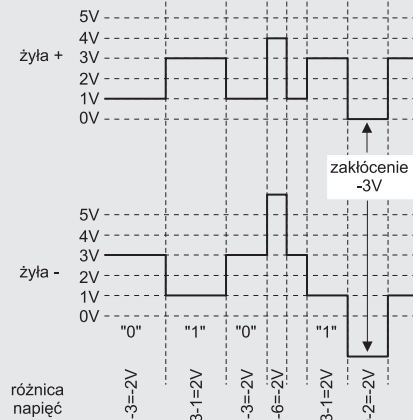 5V
4V
żyła +
3V
2V
1V
0V
zakłócenie
-3V
5V
4V
3V
żyła -
2V
1V
0V
"0" "1" "0" "1"
różnica
napięć
-3=-2V
3-1=2V
-3=-2V
-6=-2V
3-1=2V
-2=-2V